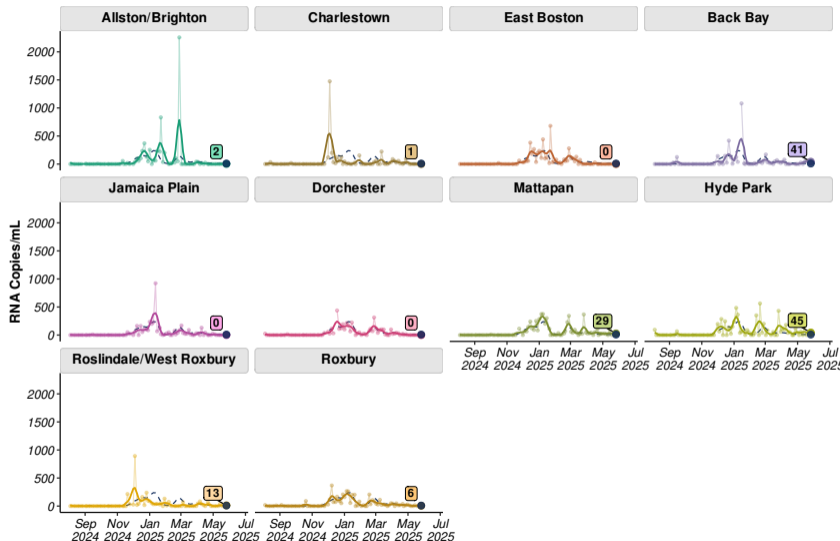 Allston/Brighton Charlestown East Boston Back Bay
2000
1500
1000
500
0
2 1 0 41
Jamaica Plain Dorchester Mattapan Hyde Park
2000
1500
1000
500
0
0 0 29 45
RNA Copies/mL
Sep Nov Jan Mar May Jul Sep Nov Jan Mar May Jul
2024 2024 2025 2025 2025 2025 2024 2024 2025 2025 2025 2025
Roslindale/West Roxbury Roxbury
2000
1500
1000
500
0
13 6
Sep Nov Jan Mar May Jul Sep Nov Jan Mar May Jul
2024 2024 2025 2025 2025 2025 2024 2024 2025 2025 2025 2025